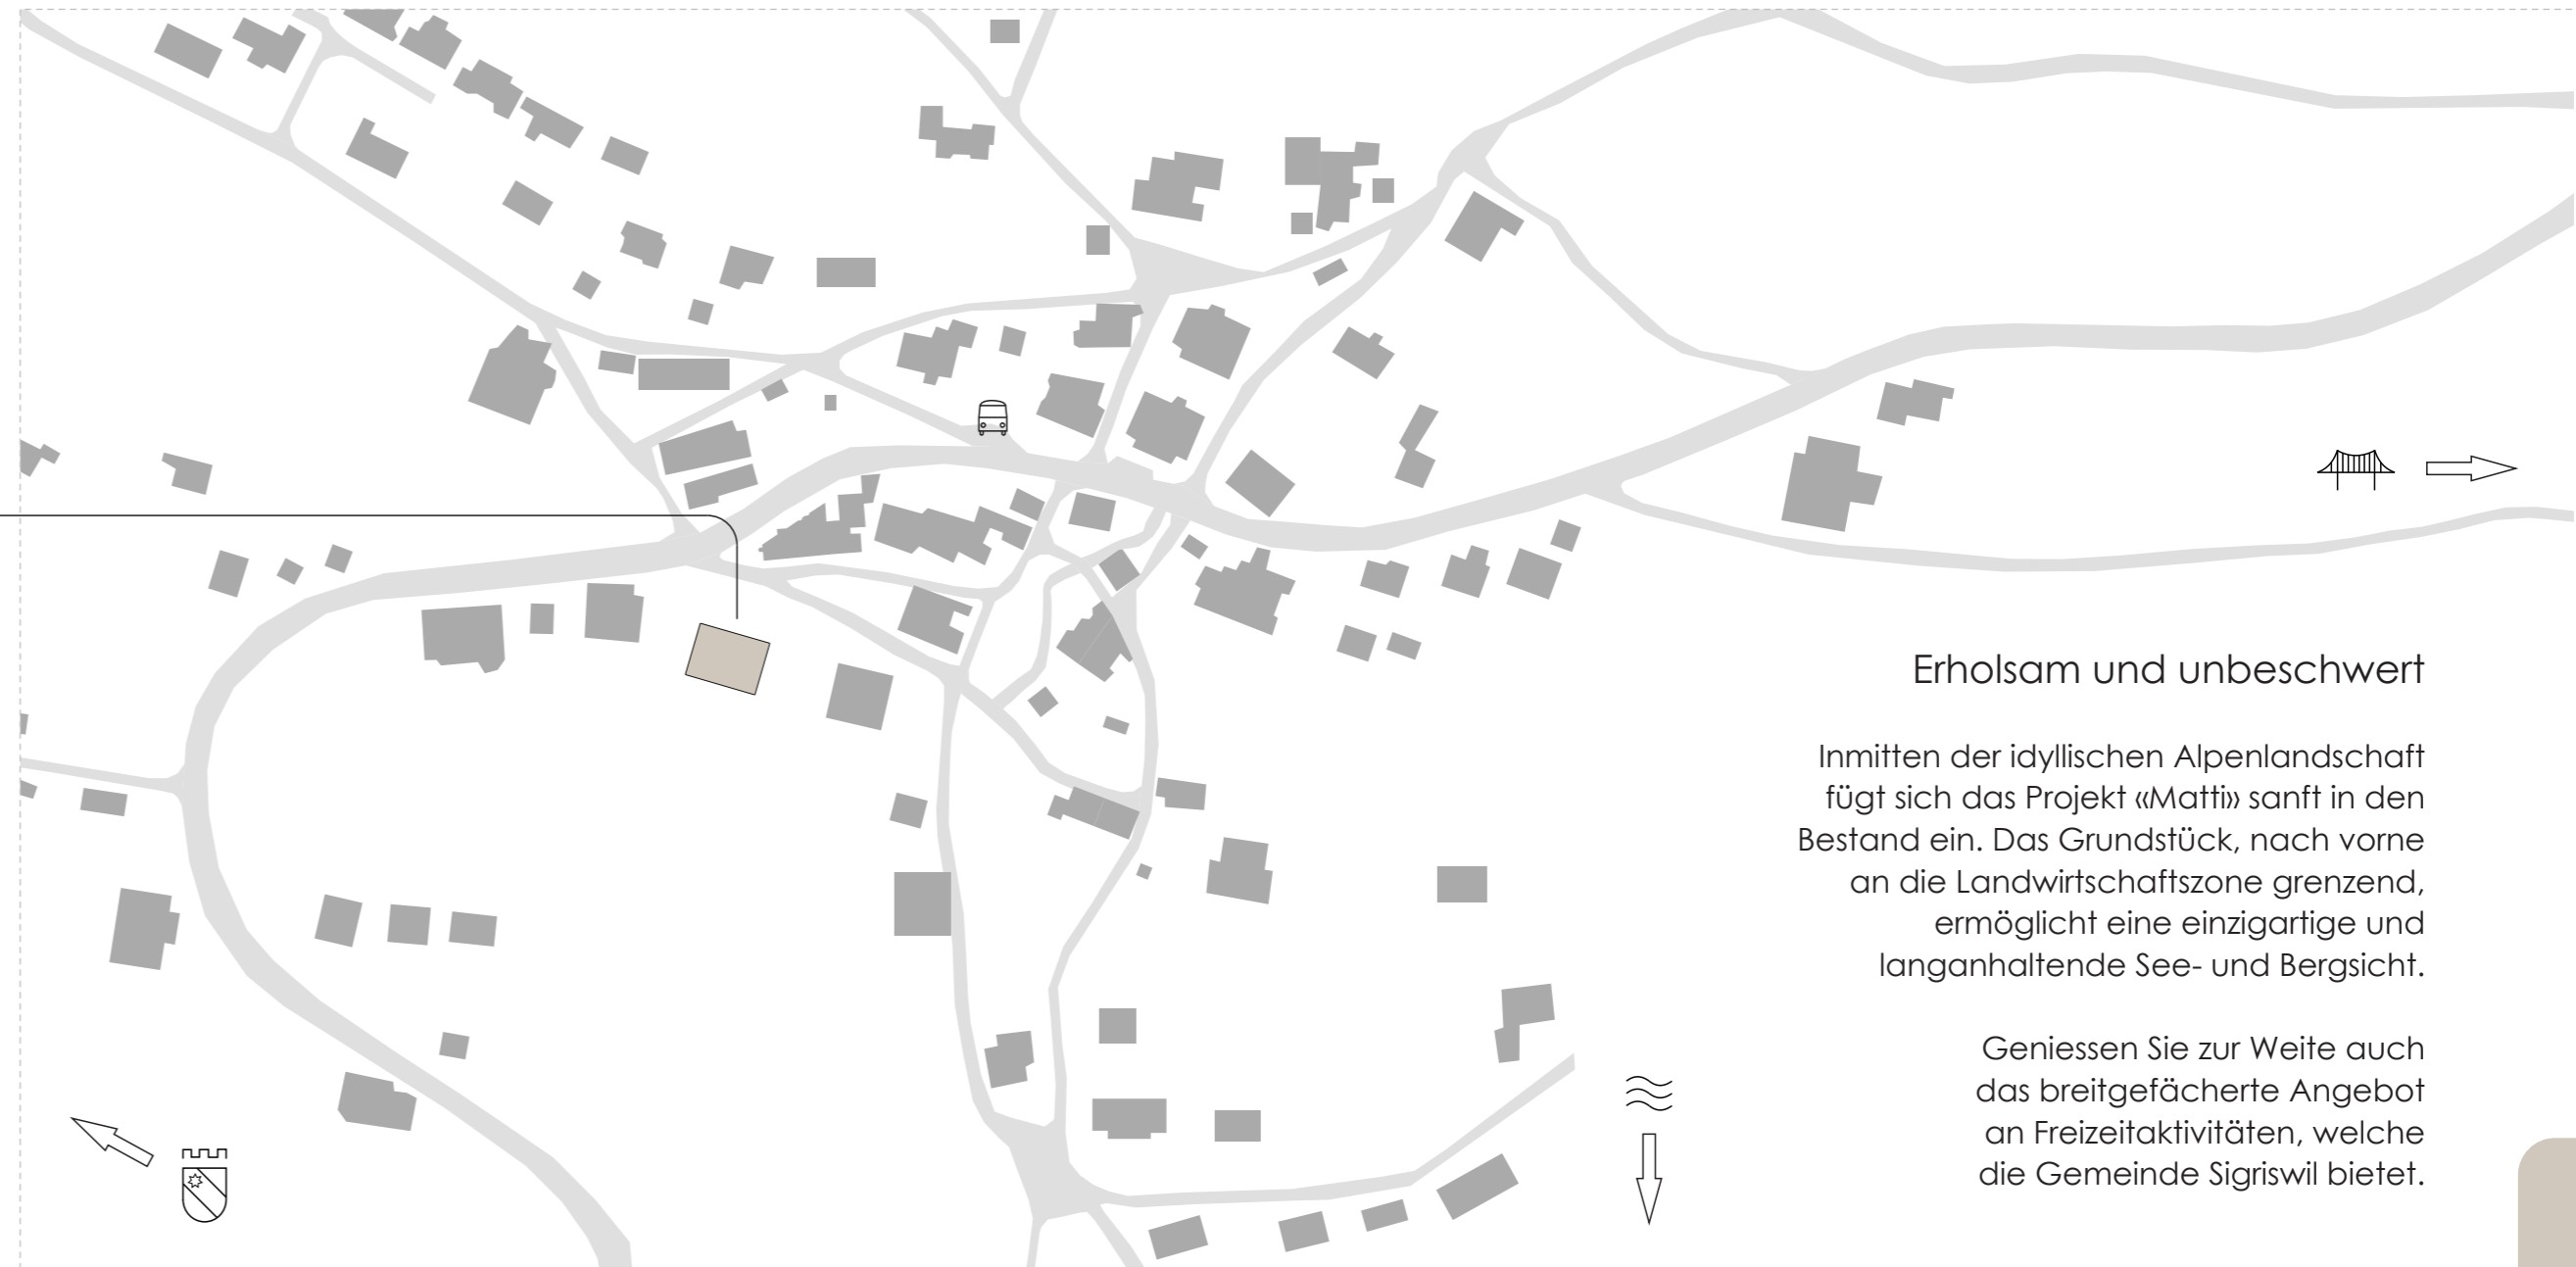 Erholsam und unbeschwert
Inmitten der idyllischen Alpenlandschaft
fügt sich das Projekt «Matti» sanft in den
Bestand ein. Das Grundstück, nach vorne
an die Landwirtschaftszone grenzend,
ermöglicht eine einzigartige und
langanhaltende See- und Bergsicht.
Geniessen Sie zur Weite auch
das breitgefächerte Angebot
an Freizeitaktivitäten, welche
die Gemeinde Sigriswil bietet.